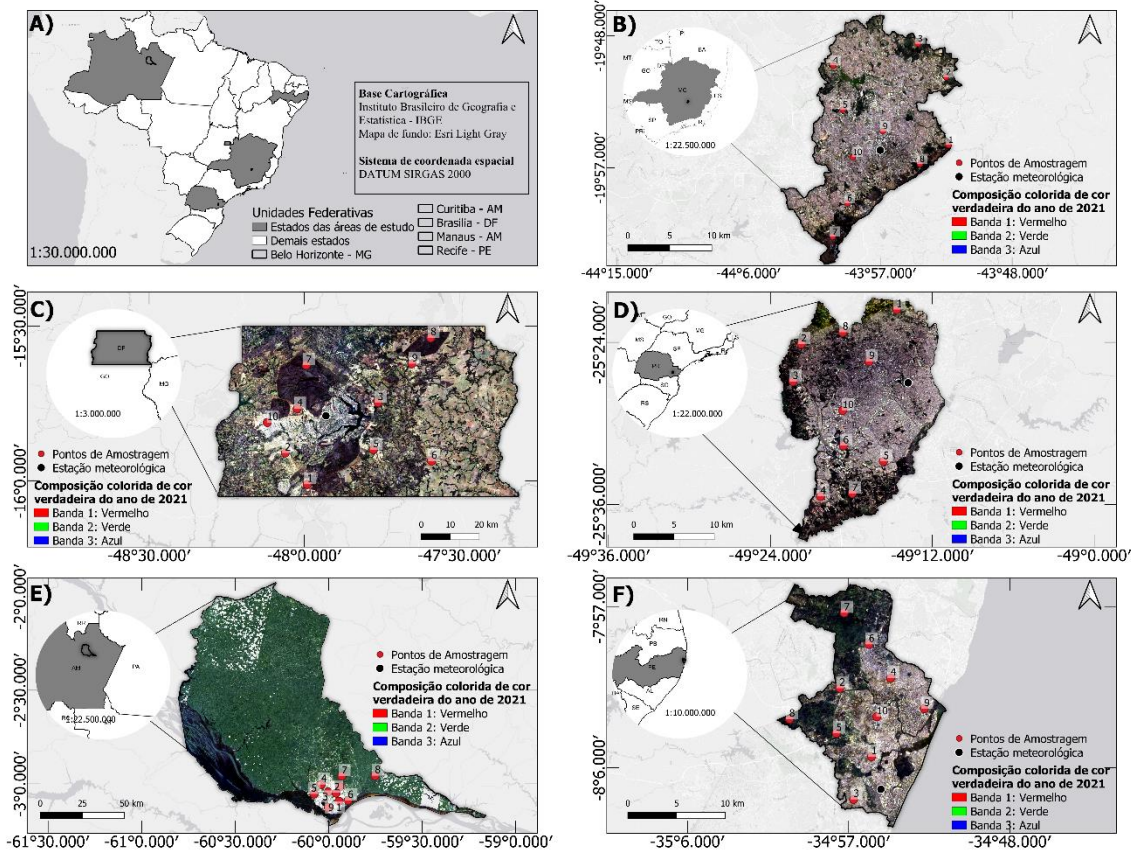 A)
Base Cartográfica
Instituto Brasileiro de Geografia e
Estatística - IBGE
Mapa de fundo: Esri Light Gray
Sistema de coordenada espacial
DATUM SIRGAS 2000
Unidades Federativas
Estados das áreas de estudo
Demais estados
Belo Horizonte - MG
Curitiba - AM
Brasilia - DF
Manaus - AM
Recife - PE
1:30.000.000
B)
1:22.500.000
Pontos de Amostragem
Estação meteorológica
Composição colorida de cor
verdadeira do ano de 2021
Banda 1: Vermelho
Banda 2: Verde
Banda 3: Azul
0 5 10 km
-19°48.000′
-19°57.000′
-44°15.000′ -44°6.000′ -43°57.000′ -43°48.000′
C)
DF
GO
MG
1:3.000.000
Pontos de Amostragem
Estação meteorológica
Composição colorida de cor
verdadeira do ano de 2021
Banda 1: Vermelho
Banda 2: Verde
Banda 3: Azul
0 10 20 km
-15°30.000′
-16°0.000′
-48°30.000′ -48°0.000′ -47°30.000′
D)
1:22.000.000
Pontos de Amostragem
Estação meteorológica
Composição colorida de cor
verdadeira do ano de 2021
Banda 1: Vermelho
Banda 2: Verde
Banda 3: Azul
0 5 10 km
-25°24.000′
-25°36.000′
-49°36.000′ -49°24.000′ -49°12.000′ -49°0.000′
E)
RR
AM
PA
1:22.500.000
Pontos de Amostragem
Estação meteorológica
Composição colorida de cor
verdadeira do ano de 2021
Banda 1: Vermelho
Banda 2: Verde
Banda 3: Azul
0 25 50 km
-2°0.000′
-2°30.000′
-3°0.000′
-61°30.000′ -61°0.000′ -60°30.000′ -60°0.000′ -59°30.000′ -59°0.000′
F)
RN
PB
PE
AL
SE
1:10.000.000
Pontos de Amostragem
Estação meteorológica
Composição colorida de cor
verdadeira do ano de 2021
Banda 1: Vermelho
Banda 2: Verde
Banda 3: Azul
0 5 10 km
-7°57.000′
-8°6.000′
-35°6.000′ -34°57.000′ -34°48.000′